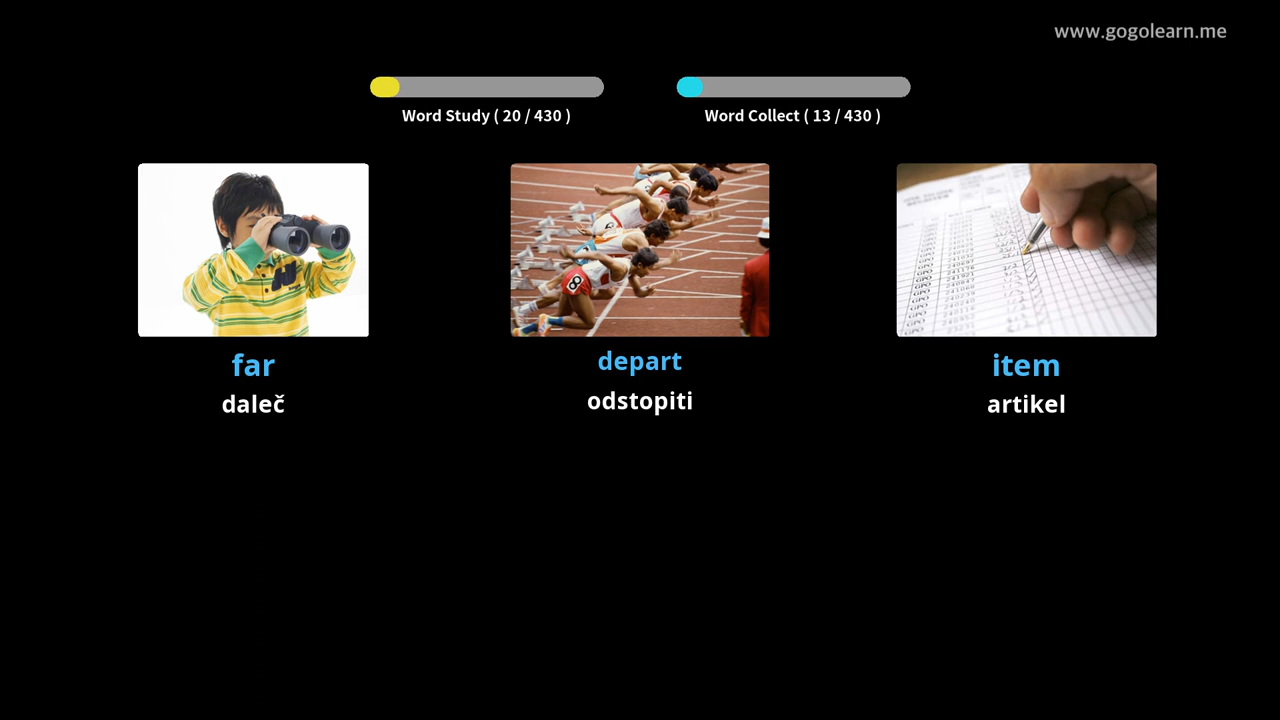 www.gogolearn.me
Word Study ( 20 / 430 )
Word Collect ( 13 / 430 )
far
depart
item
daleč
odstopiti
artikel